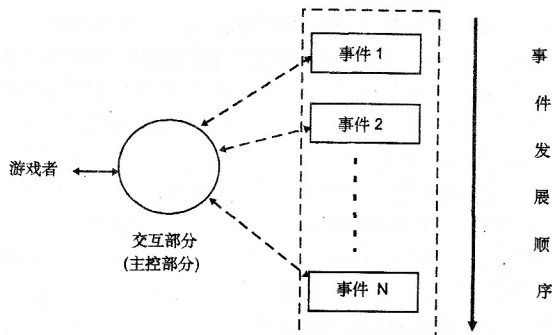 事件 1
事件 2
游戏者
交互部分
(主控部分)
事件 N
事件发展顺序